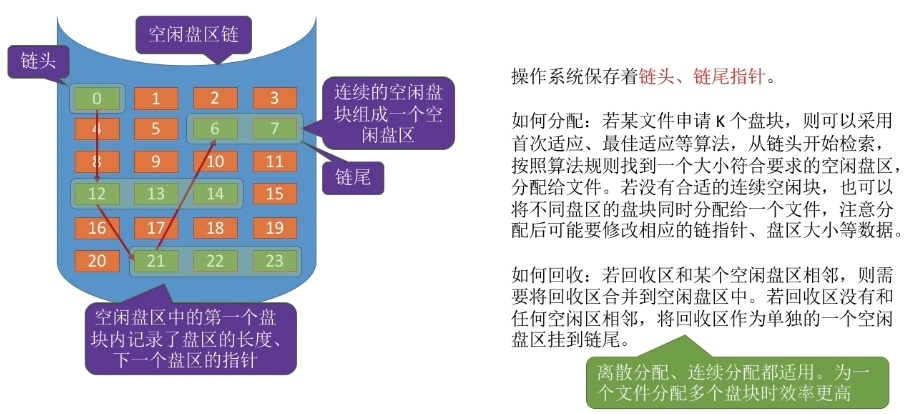 空闲盘区链
链头
0 1 2 3
4 5 6 7
8 9 10 11
12 13 14 15
16 17 18 19
20 21 22 23
连续的空闲盘
块组成一个空
闲盘区
链尾
空闲盘区中的第一个盘
块内记录了盘区的长度、
下一个盘区的指针
操作系统保存着链头、链尾指针。
如何分配：若某文件申请 K 个盘块，则可以采用
首次适应、最佳适应等算法，从链头开始检索，
按照算法规则找到一个大小符合要求的空闲盘区，
分配给文件。若没有合适的连续空闲块，也可以
将不同盘区的盘块同时分配给一个文件，注意分
配后可能要修改相应的链指针、盘区大小等数据。
如何回收：若回收区和某个空闲盘区相邻，则需
要将回收区合并到空闲盘区中。若回收区没有和
任何空闲区相邻，将回收区作为单独的一个空闲
盘区挂到链尾。
离散分配、连续分配都适用。为一
个文件分配多个盘块时效率更高